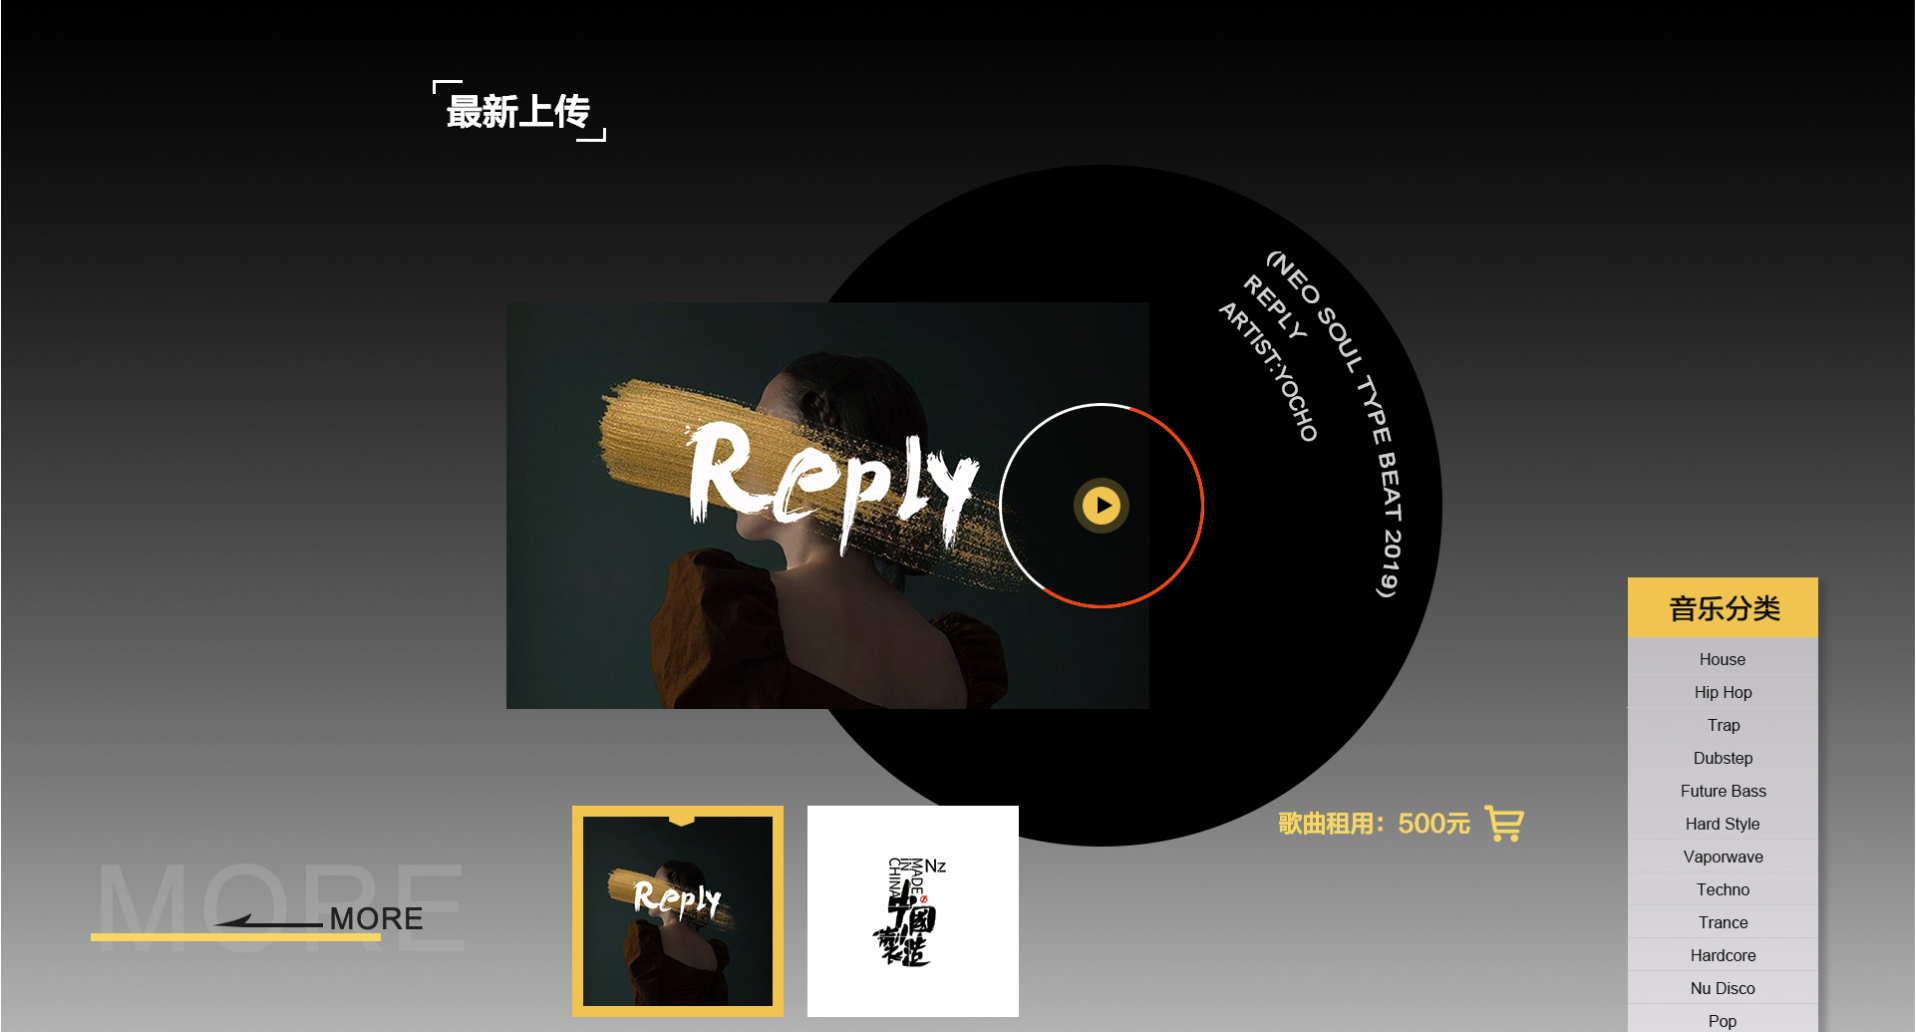 最新上传
(NEO SOUL TYPE BEAT 2019)
REPLY
ARTIST:YOCHO
Reply
音乐分类
House
Hip Hop
Trap
Dubstep
Future Bass
Hard Style
Vaporwave
Techno
Trance
Hardcore
Nu Disco
Pop
歌曲租用：500元
MORE
MORE
Reply
MADE
IN
CHINA
Nz
中國
製造